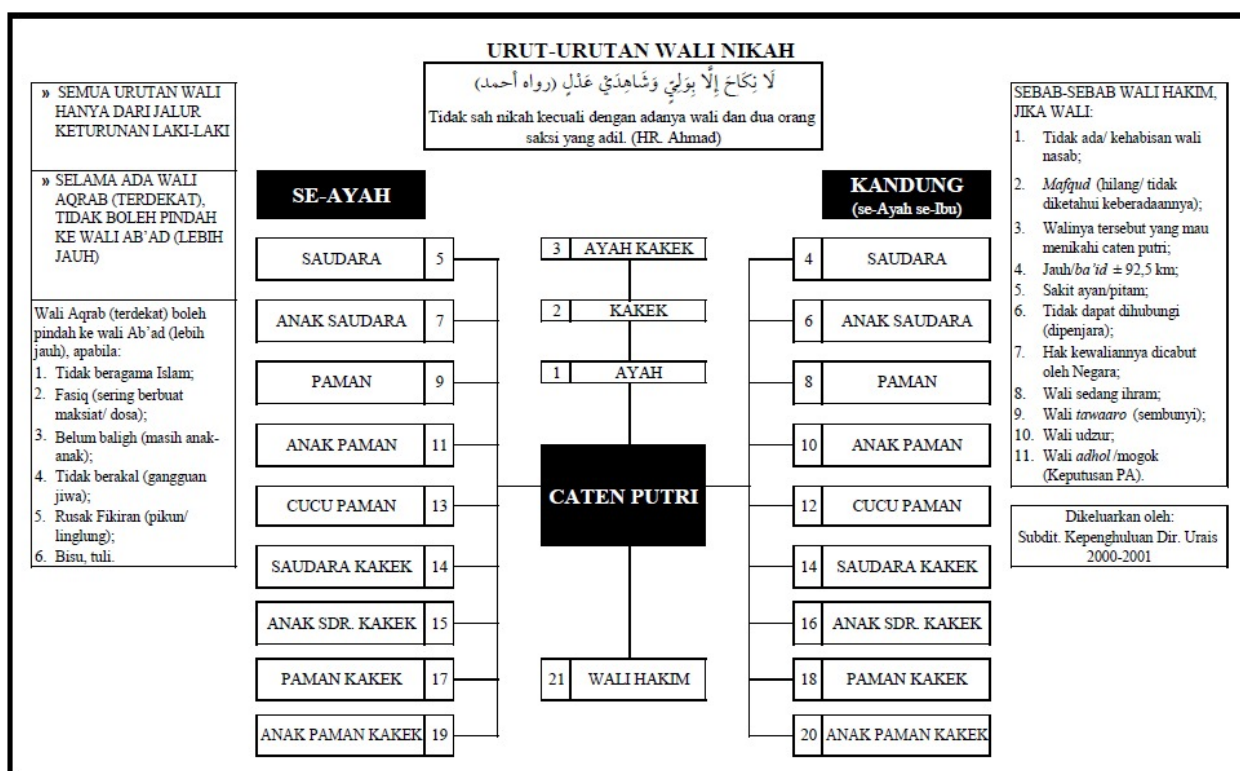 URUT-URUTAN WALI NIKAH
لَا نِكَاحَ إِلَّا بِوَلِيٍّ وَشَاهِدَيْ عَدْلٍ (رواه أحمد)
Tidak sah nikah kecuali dengan adanya wali dan dua orang
saksi yang adil. (HR. Ahmad)
» SEMUA URUTAN WALI
HANYA DARI JALUR
KETURUNAN LAKI-LAKI
» SELAMA ADA WALI
AQRAB (TERDEKAT),
TIDAK BOLEH PINDAH
KE WALI AB’AD (LEBIH
JAUH)
Wali Aqrab (terdekat) boleh
pindah ke wali Ab’ad (lebih
jauh), apabila:
1. Tidak beragama Islam;
2. Fasiq (sering berbuat
maksiat/ dosa);
3. Belum baligh (masih anak-
anak);
4. Tidak berakal (gangguan
jiwa);
5. Rusak Fikiran (pikun/
linglung);
6. Bisu, tuli.
SE-AYAH
SAUDARA 5
ANAK SAUDARA 7
PAMAN 9
ANAK PAMAN 11
CUCU PAMAN 13
SAUDARA KAKEK 14
ANAK SDR. KAKEK 15
PAMAN KAKEK 17
ANAK PAMAN KAKEK 19
3 AYAH KAKEK
2 KAKEK
1 AYAH
CATEN PUTRI
21 WALI HAKIM
KANDUNG
(se-Ayah se-Ibu)
4 SAUDARA
6 ANAK SAUDARA
8 PAMAN
10 ANAK PAMAN
12 CUCU PAMAN
14 SAUDARA KAKEK
16 ANAK SDR. KAKEK
18 PAMAN KAKEK
20 ANAK PAMAN KAKEK
SEBAB-SEBAB WALI HAKIM,
JIKA WALI:
1. Tidak ada/ kehabisan wali
nasab;
2. Mafqud (hilang/ tidak
diketahui keberadaannya);
3. Walinya tersebut yang mau
menikahi caten putri;
4. Jauh/ba’id ± 92,5 km;
5. Sakit ayan/pitam;
6. Tidak dapat dihubungi
(dipenjara);
7. Hak kewaliannya dicabut
oleh Negara;
8. Wali sedang ihram;
9. Wali tawaaro (sembunyi);
10. Wali udzur;
11. Wali adhol/mogok
(Keputusan PA).
Dikeluarkan oleh:
Subdit. Kepenghuluan Dir. Urais
2000-2001